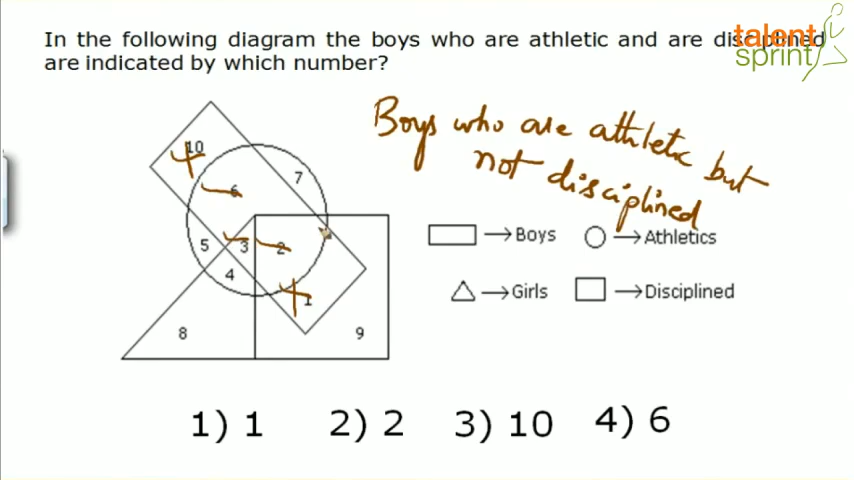 talent
sprint
In the following diagram the boys who are athletic and are disciplined
are indicated by which number?
Boys who are athletic but
not disciplined
10
7
6
5
3
2
4
1
8
9
→Boys
→Athletics
→Girls
→Disciplined
1) 1 2) 2 3) 10 4) 6